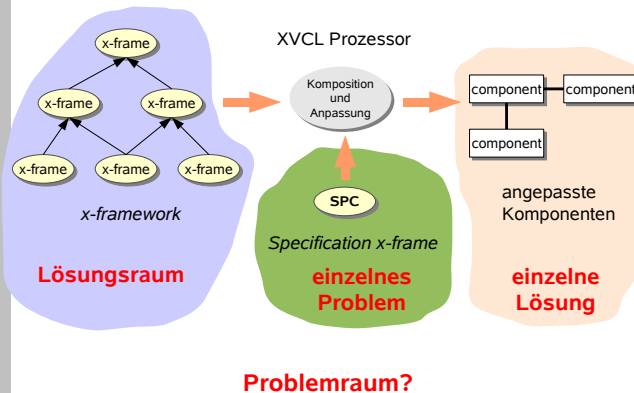 x-frame
XVCL Prozessor
x-frame
x-frame
Komposition
und
Anpassung
component
component
component
x-frame
x-frame
x-frame
x-framework
SPC
angepasste
Komponenten
Specification x-frame
Lösungsraum
einzelnes
Problem
einzelne
Lösung
Problemraum?